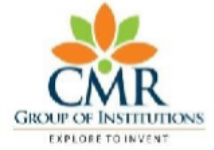 CMR
GROUP OF INSTITUTIONS
EXPLORE TO INVENT